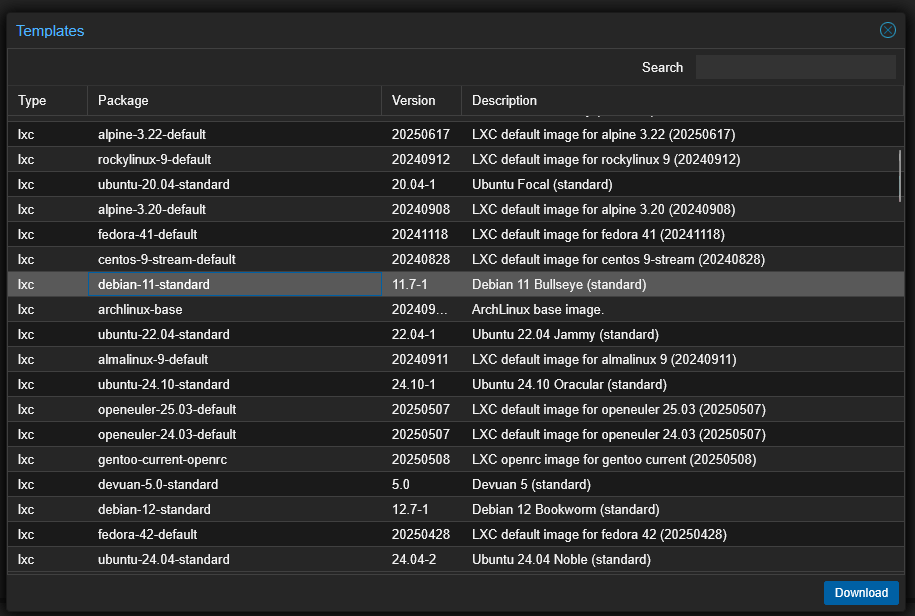 Templates
Search
Type Package Version Description
lxc alpine-3.22-default 20250617 LXC default image for alpine 3.22 (20250617)
lxc rockylinux-9-default 20240912 LXC default image for rockylinux 9 (20240912)
lxc ubuntu-20.04-standard 20.04-1 Ubuntu Focal (standard)
lxc alpine-3.20-default 20240908 LXC default image for alpine 3.20 (20240908)
lxc fedora-41-default 20241118 LXC default image for fedora 41 (20241118)
lxc centos-9-stream-default 20240828 LXC default image for centos 9-stream (20240828)
lxc debian-11-standard 11.7-1 Debian 11 Bullseye (standard)
lxc archlinux-base 202409... ArchLinux base image.
lxc ubuntu-22.04-standard 22.04-1 Ubuntu 22.04 Jammy (standard)
lxc almalinux-9-default 20240911 LXC default image for almalinux 9 (20240911)
lxc ubuntu-24.10-standard 24.10-1 Ubuntu 24.10 Oracular (standard)
lxc openeuler-25.03-default 20250507 LXC default image for openeuler 25.03 (20250507)
lxc openeuler-24.03-default 20250507 LXC default image for openeuler 24.03 (20250507)
lxc gentoo-current-openrc 20250508 LXC openrc image for gentoo current (20250508)
lxc devuan-5.0-standard 5.0 Devuan 5 (standard)
lxc debian-12-standard 12.7-1 Debian 12 Bookworm (standard)
lxc fedora-42-default 20250428 LXC default image for fedora 42 (20250428)
lxc ubuntu-24.04-standard 24.04-2 Ubuntu 24.04 Noble (standard)
Download